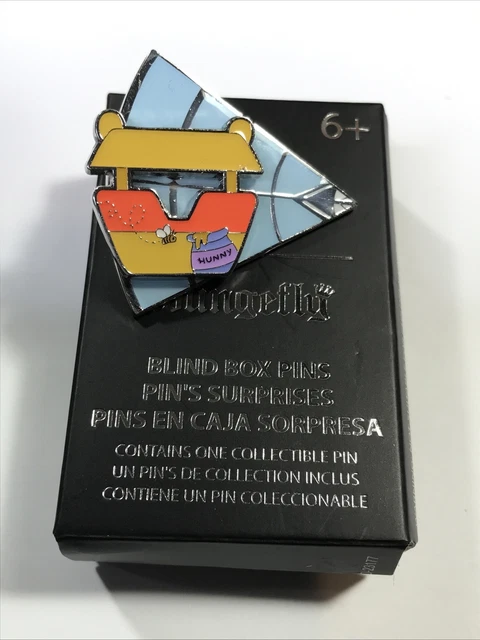 6+
HUNNY
BLIND BOX PINS
PIN'S SURPRISES
PINS EN CAJA SORPRESA
CONTAINS ONE COLLECTIBLE PIN
UN PIN'S DE COLLECTION INCLUS
CONTIENE UN PIN COLECCIONABLE